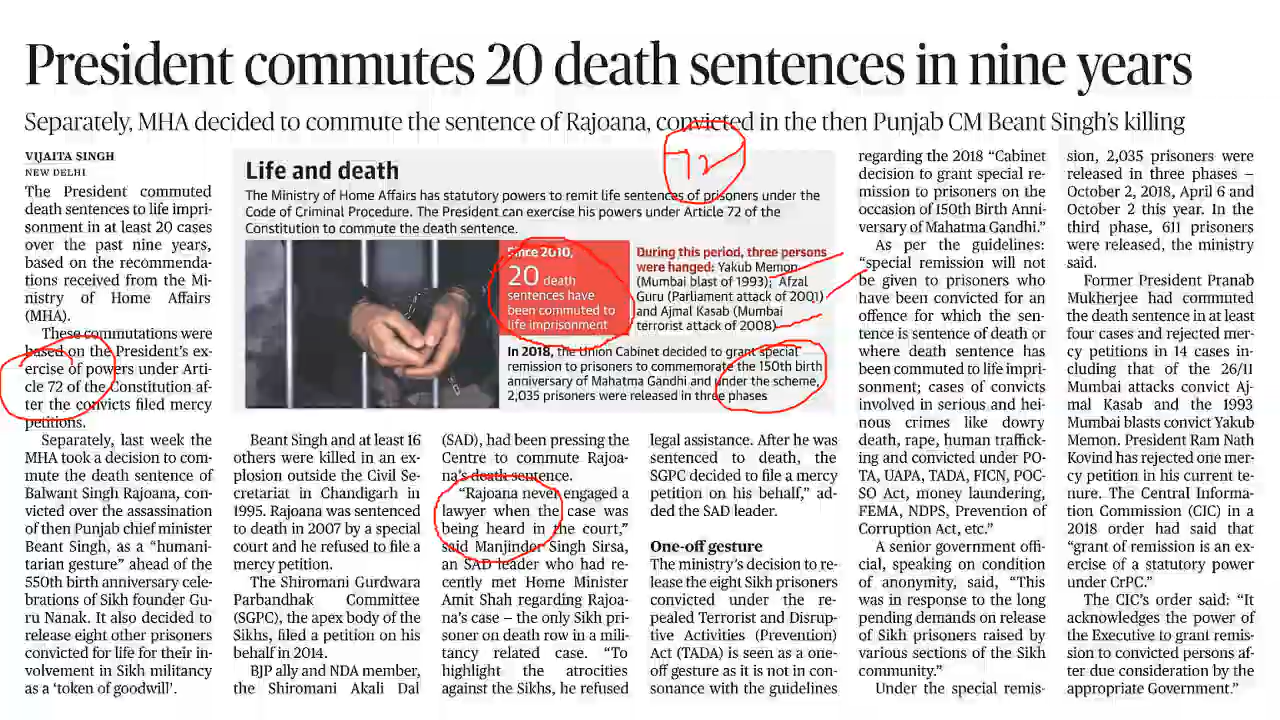 President commutes 20 death sentences in nine years
Separately, MHA decided to commute the sentence of Rajoana, convicted in the then Punjab CM Beant Singh's killing
VIJAITA SINGH
NEW DELHI
The President commuted
death sentences to life impri-
sonment in at least 20 cases
over the past nine years,
based on the recommenda-
tions received from the Mi-
nistry of Home Affairs
(MHA).
These commutations were
based on the President's ex-
ercise of powers under Arti-
cle 72 of the Constitution af-
ter the convicts filed mercy
petitions.
Separately, last week the
MHA took a decision to com-
mute the death sentence of
Balwant Singh Rajoana, con-
victed over the assassination
of then Punjab chief minister
Beant Singh, as a "humani-
tarian gesture" ahead of the
550th birth anniversary cele-
brations of Sikh founder Gu-
ru Nanak. It also decided to
release eight other prisoners
convicted for life for their in-
volvement in Sikh militancy
as a 'token of goodwill'.
72
Life and death
The Ministry of Home Affairs has statutory powers to remit life sentences of prisoners under the
Code of Criminal Procedure. The President can exercise his powers under Article 72 of the
Constitution to commute the death sentence.
Since 2010,
20 death
sentences have
been commuted to
life imprisonment
During this period, three persons
were hanged: Yakub Memon
(Mumbai blast of 1993); Afzal
Guru (Parliament attack of 2001)
and Ajmal Kasab (Mumbai
terrorist attack of 2008)
In 2018, the Union Cabinet decided to grant special
remission to prisoners to commemorate the 150th birth
anniversary of Mahatma Gandhi and under the scheme,
2,035 prisoners were released in three phases
Beant Singh and at least 16
others were killed in an ex-
plosion outside the Civil Se-
cretariat in Chandigarh in
1995. Rajoana was sentenced
to death in 2007 by a special
court and he refused to file a
mercy petition.
The Shiromani Gurdwara
Parbandhak Committee
(SGPC), the apex body of the
Sikhs, filed a petition on his
behalf in 2014.
BJP ally and NDA member,
the Shiromani Akali Dal
(SAD), had been pressing the
Centre to commute Rajoa-
na's death sentence.
"Rajoana never engaged a
lawyer when the case was
being heard in the court,"
said Manjinder Singh Sirsa,
an SAD leader who had re-
cently met Home Minister
Amit Shah regarding Rajoa-
na's case – the only Sikh pri-
soner on death row in a mili-
tancy related case. "To
highlight the atrocities
against the Sikhs, he refused
legal assistance. After he was
sentenced to death, the
SGPC decided to file a mercy
petition on his behalf," ad-
ded the SAD leader.
One-off gesture
The ministry's decision to re-
lease the eight Sikh prisoners
convicted under the re-
pealed Terrorist and Disrup-
tive Activities (Prevention)
Act (TADA) is seen as a one-
off gesture as it is not in con-
sonance with the guidelines
regarding the 2018 "Cabinet
decision to grant special re-
mission to prisoners on the
occasion of 150th Birth Anni-
versary of Mahatma Gandhi."
As per the guidelines:
"special remission will not
be given to prisoners who
have been convicted for an
offence for which the sen-
tence is sentence of death or
where death sentence has
been commuted to life impri-
sonment; cases of convicts
involved in serious and hei-
nous crimes like dowry
death, rape, human traffick-
ing and convicted under PO-
TA, UAPA, TADA, FICN, POC-
SO Act, money laundering,
FEMA, NDPS, Prevention of
Corruption Act, etc."
A senior government offi-
cial, speaking on condition
of anonymity, said, "This
was in response to the long
pending demands on release
of Sikh prisoners raised by
various sections of the Sikh
community."
Under the special remis-
sion, 2,035 prisoners were
released in three phases –
October 2, 2018, April 6 and
October 2 this year. In the
third phase, 611 prisoners
were released, the ministry
said.
Former President Pranab
Mukherjee had commuted
the death sentence in at least
four cases and rejected mer-
cy petitions in 14 cases in-
cluding that of the 26/11
Mumbai attacks convict Aj-
mal Kasab and the 1993
Mumbai blasts convict Yakub
Memon. President Ram Nath
Kovind has rejected one mer-
cy petition in his current te-
nure. The Central Informa-
tion Commission (CIC) in a
2018 order had said that
"grant of remission is an ex-
ercise of a statutory power
under CrPC."
The CIC's order said: "It
acknowledges the power of
the Executive to grant remis-
sion to convicted persons af-
ter due consideration by the
appropriate Government."